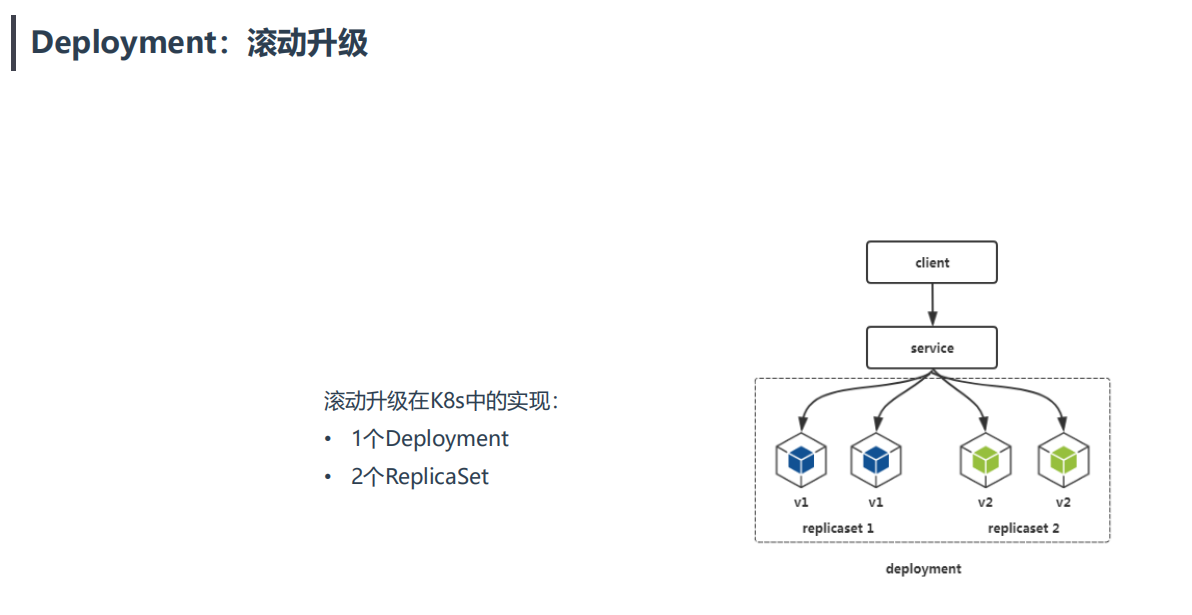 Deployment：滚动升级
滚动升级在K8s中的实现：
• 1个Deployment
• 2个ReplicaSet
client
service
v1 v1 v2 v2
replicaset 1 replicaset 2
deployment